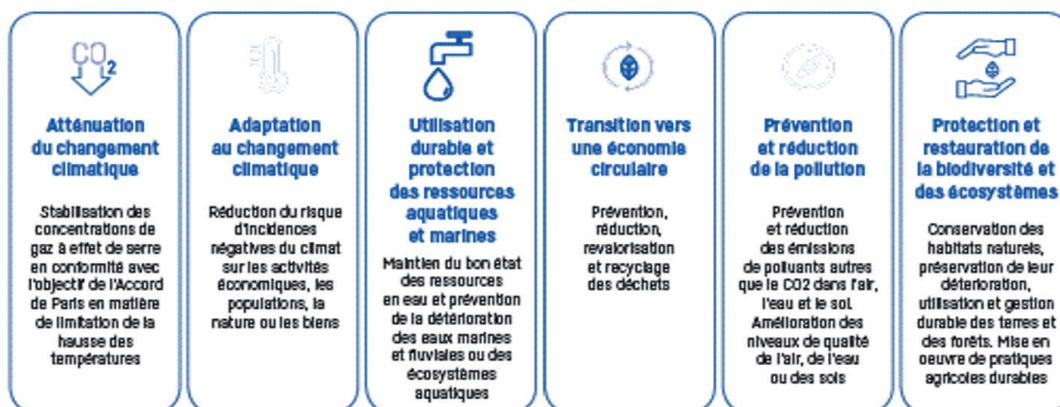 CO2
Atténuation
du changement
climatique
Stabilisation des
concentrations de
gaz à effet de serre
en conformité avec
l'objectif de l'Accord
de Paris en matière
de limitation de la
hausse des
températures
Adaptation
au changement
climatique
Réduction du risque
d'incidences
négatives du climat
sur les activités
économiques, les
populations, la
nature ou les biens
Utilisation
durable et
protection
des ressources
aquatiques
et marines
Maintien du bon état
des ressources
en eau et prévention
de la détérioration
des eaux marines
et fluviales ou des
écosystèmes
aquatiques
Transition vers
une économie
circulaire
Prévention,
réduction,
revalorisation
et recyclage
des déchets
Prévention
et réduction
de la pollution
Prévention
et réduction
des émissions
de polluants autres
que le CO2 dans l'air,
l'eau et le sol.
Amélioration des
niveaux de qualité
de l'air, de l'eau
ou des sols
Protection et
restauration de
la biodiversité et
des écosystèmes
Conservation des
habitats naturels,
préservation de leur
détérioration,
utilisation et gestion
durable des terres et
des forêts. Mise en
oeuvre de pratiques
agricoles durables